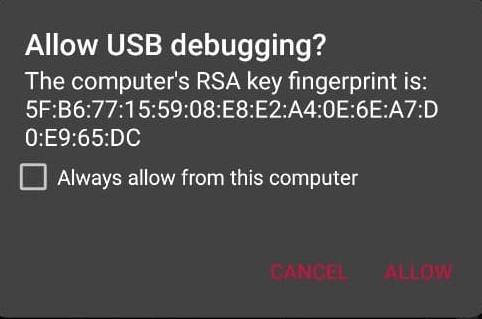 Allow USB debugging?
The computer's RSA key fingerprint is:
5F:B6:77:15:59:08:E8:E2:A4:0E:6E:A7:D
0:E9:65:DC
Always allow from this computer
CANCEL ALLOW